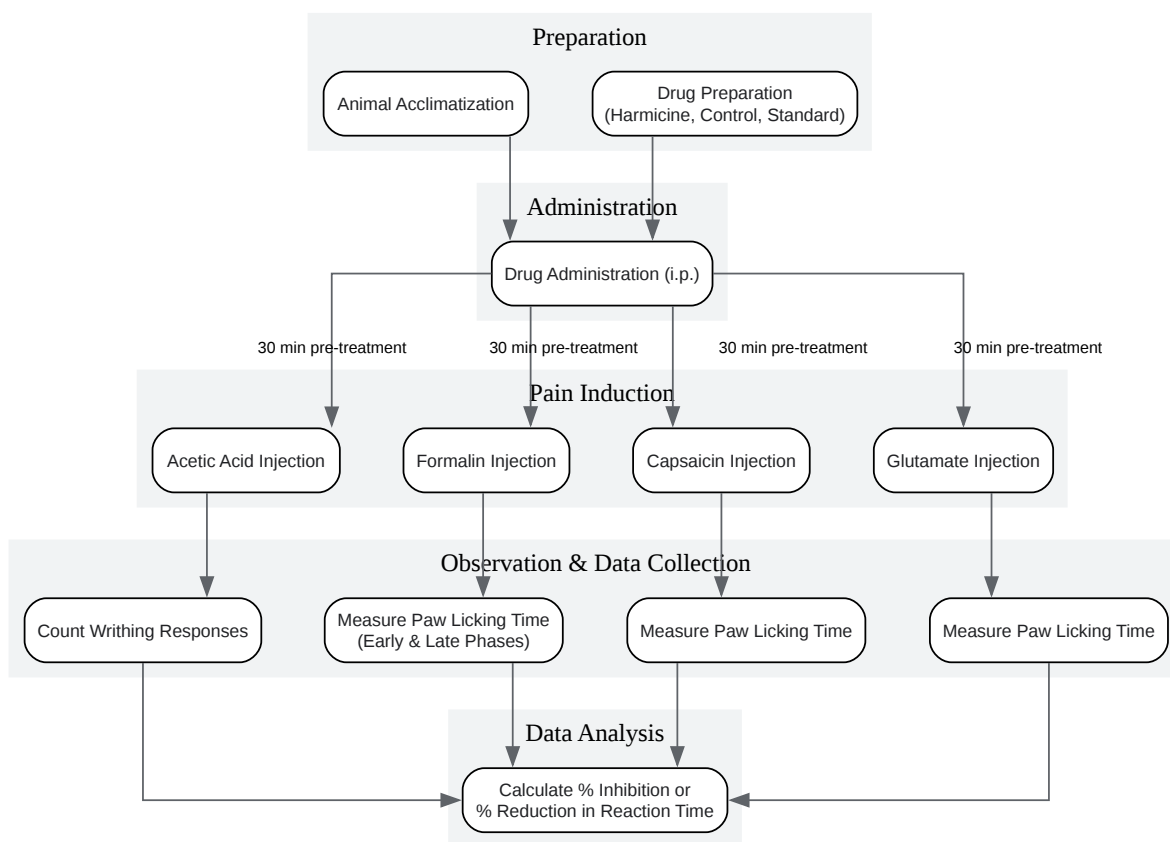 Preparation
Animal Acclimatization
Drug Preparation
(Harmicine, Control, Standard)
Administration
Drug Administration (i.p.)
30 min pre-treatment
30 min pre-treatment
30 min pre-treatment
30 min pre-treatment
Pain Induction
Acetic Acid Injection
Formalin Injection
Capsaicin Injection
Glutamate Injection
Observation & Data Collection
Count Writhing Responses
Measure Paw Licking Time
(Early & Late Phases)
Measure Paw Licking Time
Measure Paw Licking Time
Data Analysis
Calculate % Inhibition or
% Reduction in Reaction Time